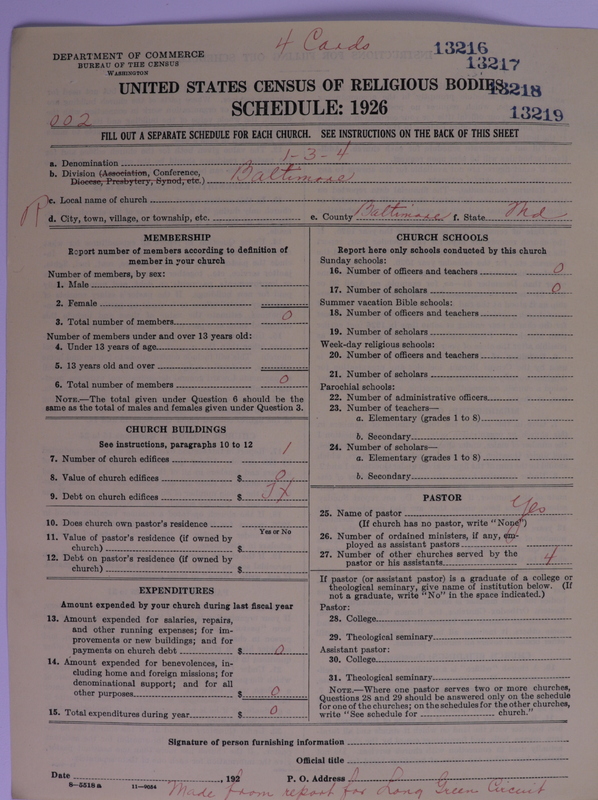 4 Cards
13216
13217
13218
13219
DEPARTMENT OF COMMERCE
BUREAU OF THE CENSUS
WASHINGTON
UNITED STATES CENSUS OF RELIGIOUS BODIES
SCHEDULE: 1926
002
FILL OUT A SEPARATE SCHEDULE FOR EACH CHURCH. SEE INSTRUCTIONS ON THE BACK OF THIS SHEET
a. Denomination 1-3-4
b. Division (Association, Conference, Diocese, Presbytery, Synod, etc.) Baltimore
c. Local name of church
d. City, town, village, or township, etc. e. County Baltimore f. State Md
MEMBERSHIP
Report number of members according to definition of
member in your church
Number of members, by sex:
1. Male
2. Female
3. Total number of members 0
Number of members under and over 13 years old:
4. Under 13 years of age
5. 13 years old and over
6. Total number of members 0
NOTE.—The total given under Question 6 should be the
same as the total of males and females given under Question 3.
CHURCH BUILDINGS
See instructions, paragraphs 10 to 12
7. Number of church edifices 1
8. Value of church edifices $ 0
9. Debt on church edifices $
10. Does church own pastor's residence
Yes or No
11. Value of pastor's residence (if owned by
church) $
12. Debt on pastor's residence (if owned by
church) $
EXPENDITURES
Amount expended by your church during last fiscal year
13. Amount expended for salaries, repairs,
and other running expenses; for im-
provements or new buildings; and for
payments on church debt $ 0
14. Amount expended for benevolences, in-
cluding home and foreign missions; for
denominational support; and for all
other purposes $ 0
15. Total expenditures during year $ 0
CHURCH SCHOOLS
Report here only schools conducted by this church
Sunday schools:
16. Number of officers and teachers 0
17. Number of scholars 0
Summer vacation Bible schools:
18. Number of officers and teachers
19. Number of scholars
Week-day religious schools:
20. Number of officers and teachers
21. Number of scholars
Parochial schools:
22. Number of administrative officers
23. Number of teachers—
a. Elementary (grades 1 to 8)
b. Secondary
24. Number of scholars—
a. Elementary (grades 1 to 8)
b. Secondary
PASTOR
25. Name of pastor Yes
(If church has no pastor, write "None")
26. Number of ordained ministers, if any, em-
ployed as assistant pastors
27. Number of other churches served by the
pastor or his assistants 4
If pastor (or assistant pastor) is a graduate of a college or
theological seminary, give name of institution below. (If
not a graduate, write "No" in the space indicated.)
Pastor:
28. College
29. Theological seminary
Assistant pastor:
30. College
31. Theological seminary
NOTE.—Where one pastor serves two or more churches,
Questions 28 and 29 should be answered only on the schedule
for one of the churches; on the schedules for the other churches,
write "See schedule for church."
Signature of person furnishing information
Official title
Date , 192 P. O. Address
8—5518 a 11—9054
Made from report for Long Green Circuit